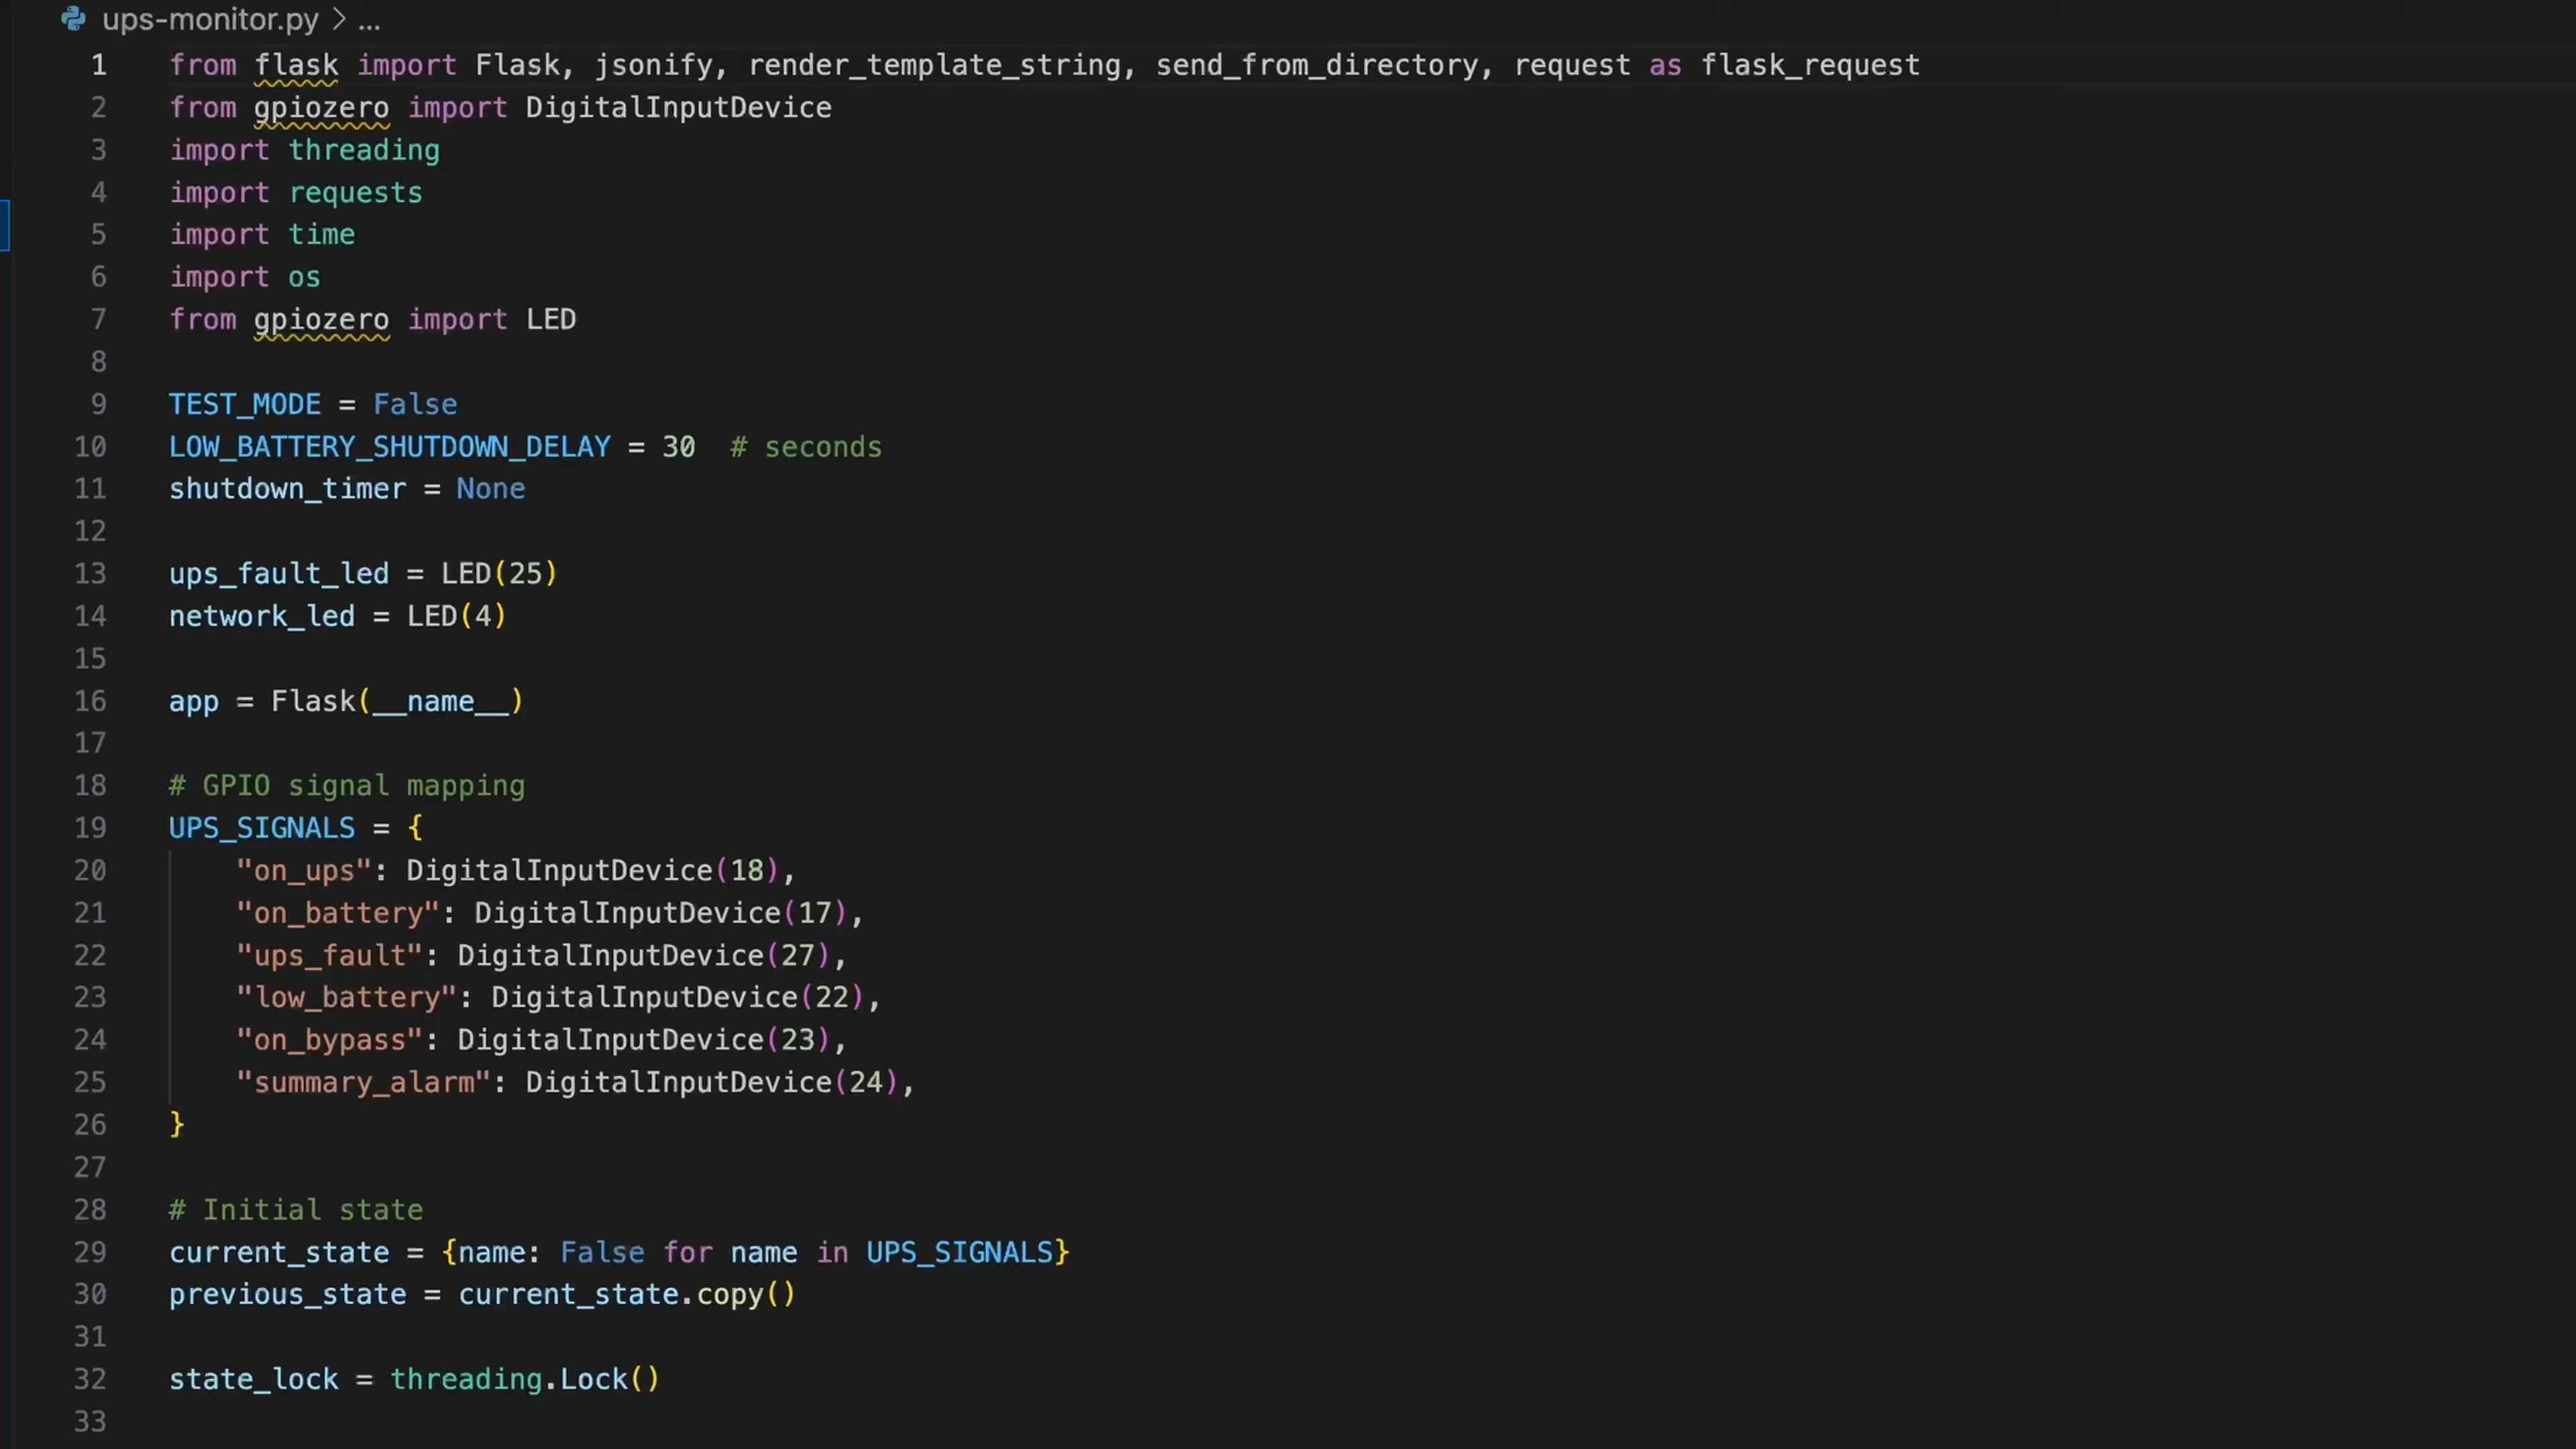 ups-monitor.py > ...
1 from flask import Flask, jsonify, render_template_string, send_from_directory, request as flask_request
2 from gpiozero import DigitalInputDevice
3 import threading
4 import requests
5 import time
6 import os
7 from gpiozero import LED
8
9 TEST_MODE = False
10 LOW_BATTERY_SHUTDOWN_DELAY = 30  # seconds
11 shutdown_timer = None
12
13 ups_fault_led = LED(25)
14 network_led = LED(4)
15
16 app = Flask(__name__)
17
18 # GPIO signal mapping
19 UPS_SIGNALS = {
20     "on_ups": DigitalInputDevice(18),
21     "on_battery": DigitalInputDevice(17),
22     "ups_fault": DigitalInputDevice(27),
23     "low_battery": DigitalInputDevice(22),
24     "on_bypass": DigitalInputDevice(23),
25     "summary_alarm": DigitalInputDevice(24),
26 }
27
28 # Initial state
29 current_state = {name: False for name in UPS_SIGNALS}
30 previous_state = current_state.copy()
31
32 state_lock = threading.Lock()
33